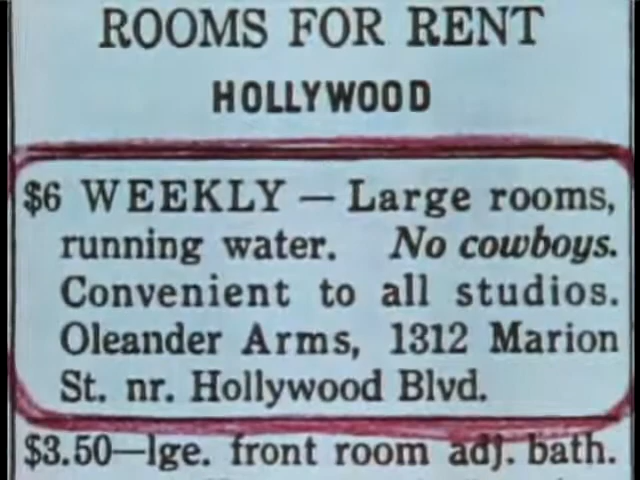 ROOMS FOR RENT
HOLLYWOOD
$6 WEEKLY — Large rooms,
running water. No cowboys.
Convenient to all studios.
Oleander Arms, 1312 Marion
St. nr. Hollywood Blvd.
$3.50—lge. front room adj. bath.